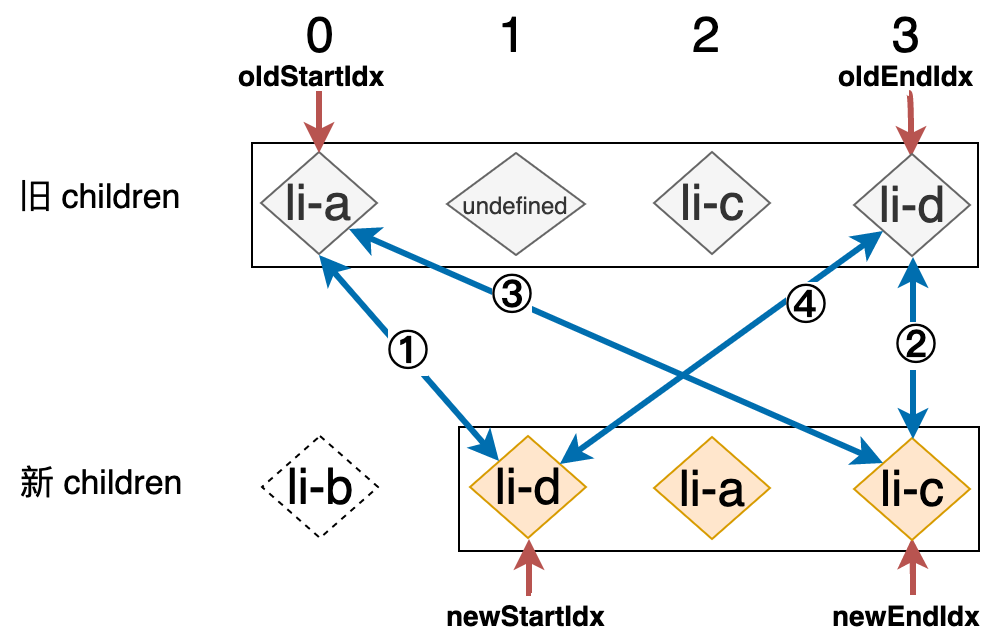 0 1 2 3
oldStartIdx oldEndIdx
旧 children li-a undefined li-c li-d
③ ④
① ②
新 children li-b li-d li-a li-c
newStartIdx newEndIdx